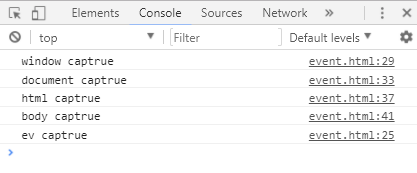 Elements Console Sources Network »
top Filter Default levels
window captrue event.html:29
document captrue event.html:33
html captrue event.html:37
body captrue event.html:41
ev captrue event.html:25